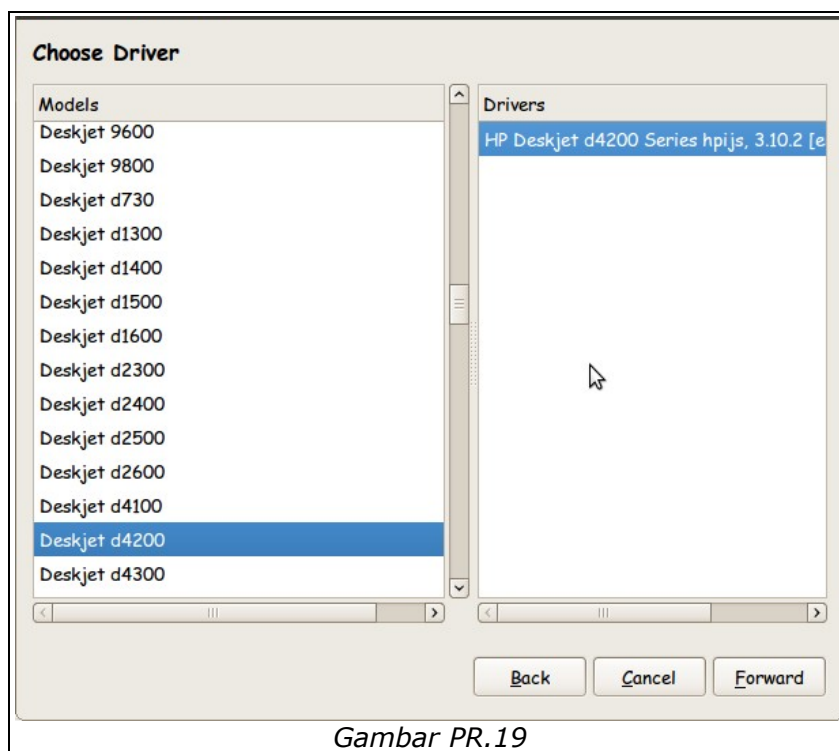 Choose Driver
Models
Deskjet 9600
Deskjet 9800
Deskjet d730
Deskjet d1300
Deskjet d1400
Deskjet d1500
Deskjet d1600
Deskjet d2300
Deskjet d2400
Deskjet d2500
Deskjet d2600
Deskjet d4100
Deskjet d4200
Deskjet d4300
Drivers
HP Deskjet d4200 Series hpijs, 3.10.2 [e
Back
Cancel
Forward
Gambar PR.19